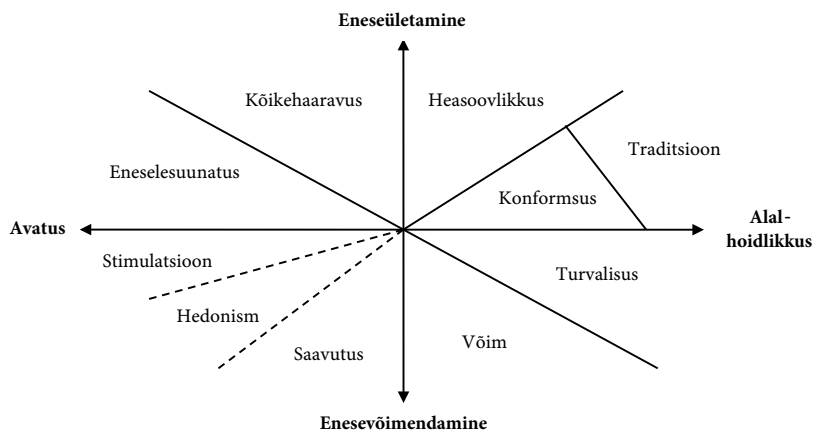 Eneseületamine
Kõikehaaravus
Heasoovlikkus
Traditsioon
Eneselesuunatus
Konformsus
Avatus
Alal-
hoidlikkus
Stimulatsioon
Turvalisus
Hedonism
Saavutus
Võim
Enesevõimendamine